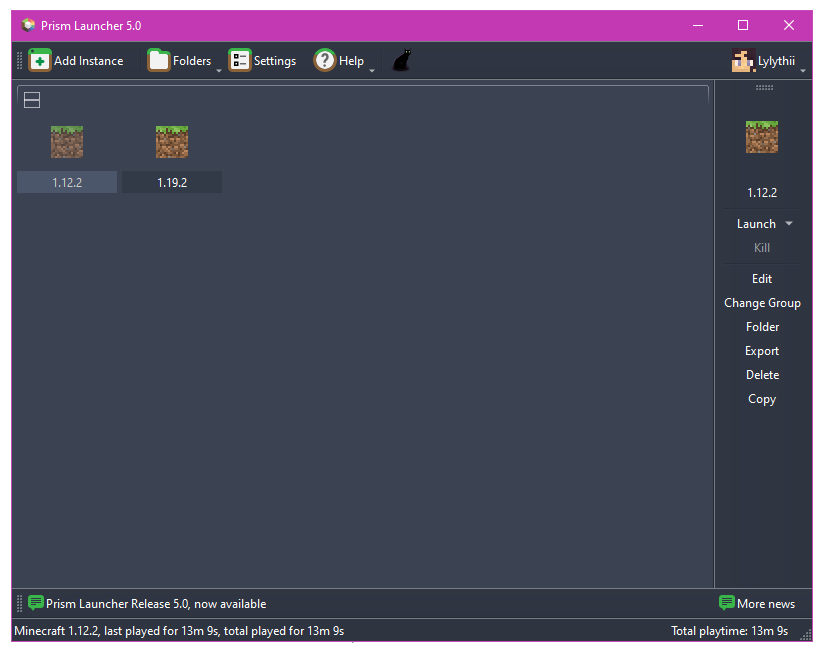 Prism Launcher 5.0
Add Instance Folders Settings Help Lylythii
1.12.2 1.19.2
1.12.2
Launch
Kill
Edit
Change Group
Folder
Export
Delete
Copy
Prism Launcher Release 5.0, now available More news
Minecraft 1.12.2, last played for 13m 9s, total played for 13m 9s Total playtime: 13m 9s